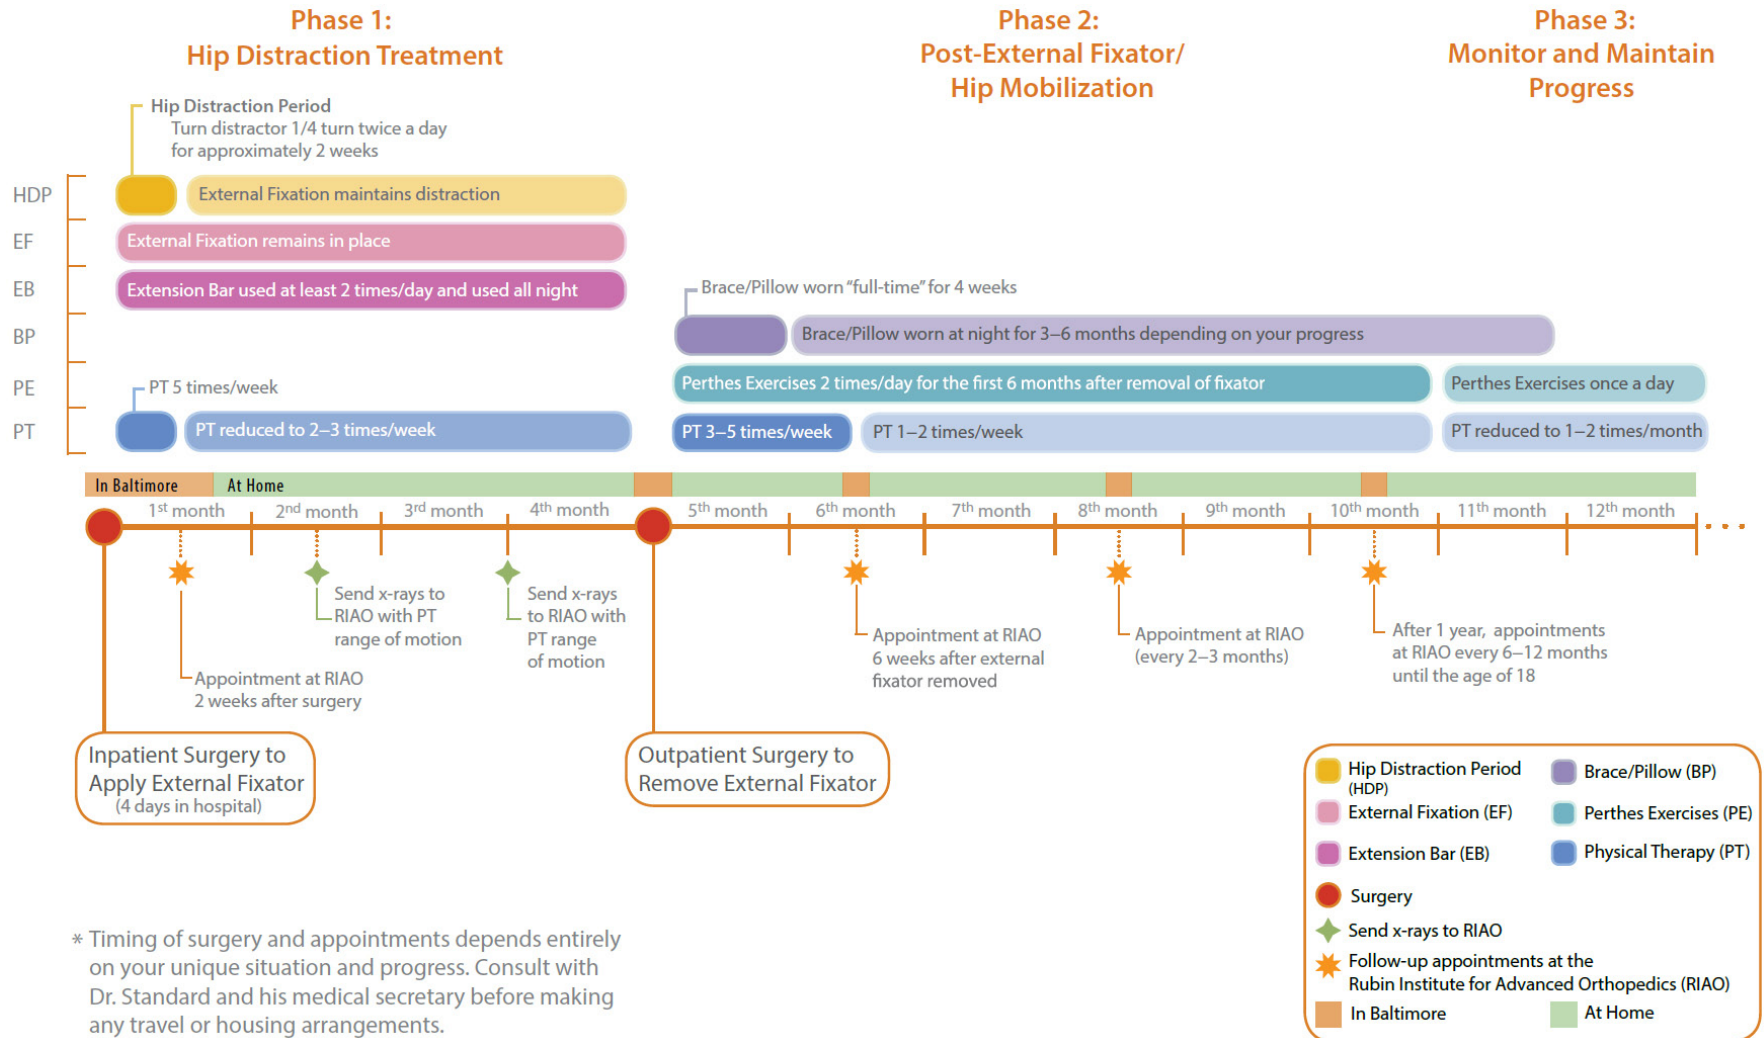 Phase 1:
Hip Distraction Treatment
Phase 2:
Post-External Fixator/
Hip Mobilization
Phase 3:
Monitor and Maintain
Progress
Hip Distraction Period
Turn distractor 1/4 turn twice a day
for approximately 2 weeks
HDP
External Fixation maintains distraction
EF
External Fixation remains in place
EB
Extension Bar used at least 2 times/day and used all night
Brace/Pillow worn "full-time" for 4 weeks
BP
Brace/Pillow worn at night for 3–6 months depending on your progress
PE
PT 5 times/week
Perthes Exercises 2 times/day for the first 6 months after removal of fixator
Perthes Exercises once a day
PT
PT reduced to 2–3 times/week
PT 3–5 times/week
PT 1–2 times/week
PT reduced to 1–2 times/month
In Baltimore
At Home
1st month
2nd month
3rd month
4th month
5th month
6th month
7th month
8th month
9th month
10th month
11th month
12th month
Appointment at RIAO
2 weeks after surgery
Send x-rays to
RIAO with PT
range of motion
Send x-rays
to RIAO with
PT range
of motion
Appointment at RIAO
6 weeks after external
fixator removed
Appointment at RIAO
(every 2–3 months)
After 1 year, appointments
at RIAO every 6–12 months
until the age of 18
Inpatient Surgery to
Apply External Fixator
(4 days in hospital)
Outpatient Surgery to
Remove External Fixator
Hip Distraction Period
(HDP)
External Fixation (EF)
Extension Bar (EB)
Brace/Pillow (BP)
Perthes Exercises (PE)
Physical Therapy (PT)
Surgery
Send x-rays to RIAO
Follow-up appointments at the
Rubin Institute for Advanced Orthopedics (RIAO)
In Baltimore
At Home
* Timing of surgery and appointments depends entirely
on your unique situation and progress. Consult with
Dr. Standard and his medical secretary before making
any travel or housing arrangements.